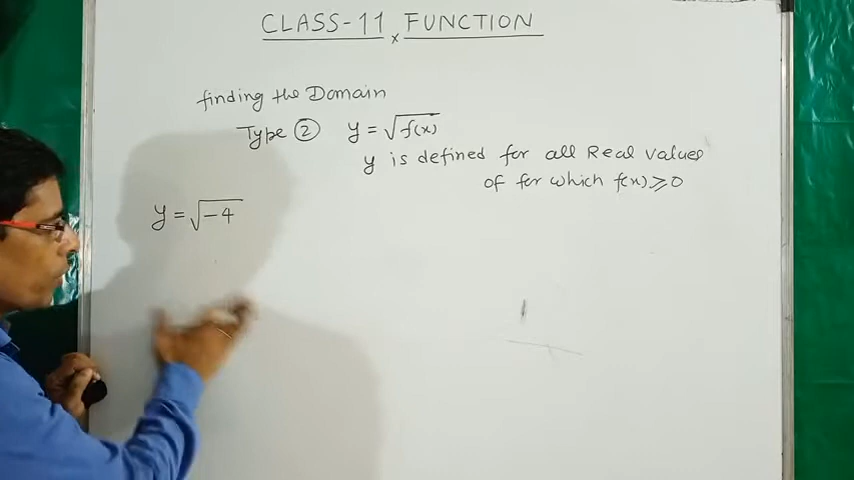 CLASS-11 × FUNCTION
finding the Domain
Type ② y = √f(x)
y is defined for all Real values
of for which f(x) ⩾ 0
y = √-4